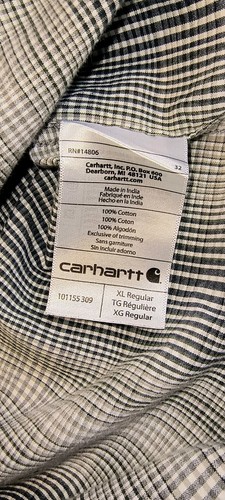 RN#14806
32
Carhartt, Inc. P.O. Box 600
Dearborn, MI 48121 USA
carhartt.com
Made in India
Fabriqué en Inde
Hecho en la India
100% Cotton
100% Coton
100% Algodón
Exclusive of trimming
Sans garniture
Sin incluir adorno
carhartt
101155 309
XL Regular
TG Régulière
XG Regular